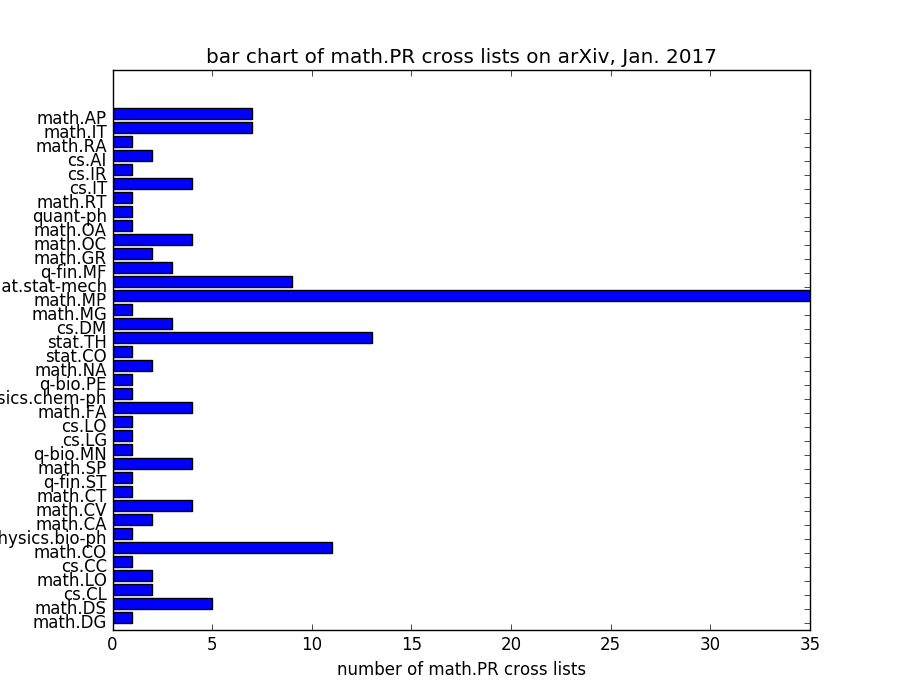 bar chart of math.PR cross lists on arXiv, Jan. 2017
math.AP
math.IT
math.RA
cs.AI
cs.IR
cs.IT
math.RT
quant-ph
math.OA
math.OC
math.GR
q-fin.MF
at.stat-mech
math.MP
math.MG
cs.DM
stat.TH
stat.CO
math.NA
q-bio.PE
sics.chem-ph
math.FA
cs.LO
cs.LG
q-bio.MN
math.SP
q-fin.ST
math.CT
math.CV
math.CA
hysics.bio-ph
math.CO
cs.CC
math.LO
cs.CL
math.DS
math.DG
0 5 10 15 20 25 30 35
number of math.PR cross lists